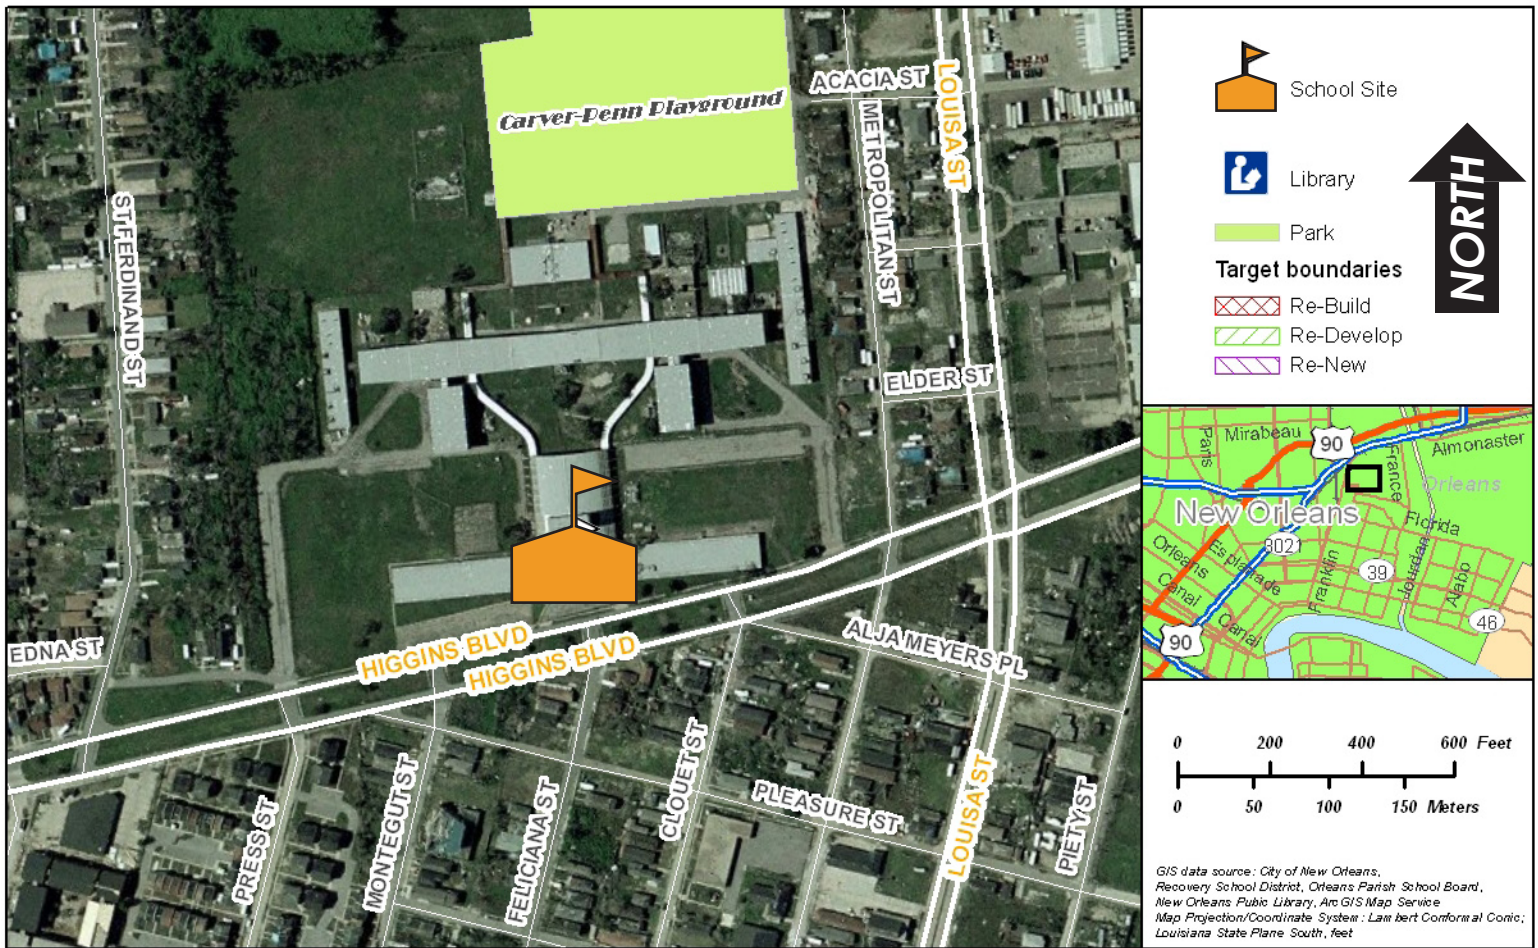 Carver-Penn Playground
ACACIA ST
LOUISA ST
METROPOLITAN ST
ST FERDINAND ST
ELDER ST
EDNA ST
HIGGINS BLVD
HIGGINS BLVD
ALJA MEYERS PL
PRESS ST
MONTEGUT ST
FELICIANA ST
CLOUET ST
PLEASURE ST
LOUISA ST
PIETY ST
School Site
Library
Park
Target boundaries
Re-Build
Re-Develop
Re-New
NORTH
Paris
Mirabeau
90
Almonaster
France
Orleans
New Orleans
Florida
3021
Orleans
Esplanade
Franklin
39
Jourdan
Alabo
Canal
Canal
46
90
0 200 400 600 Feet
0 50 100 150 Meters
GIS data source: City of New Orleans,
Recovery School District, Orleans Parish School Board,
New Orleans Public Library, ArcGIS Map Service
Map Projection/Coordinate System: Lambert Conformal Conic;
Louisiana State Plane South, feet